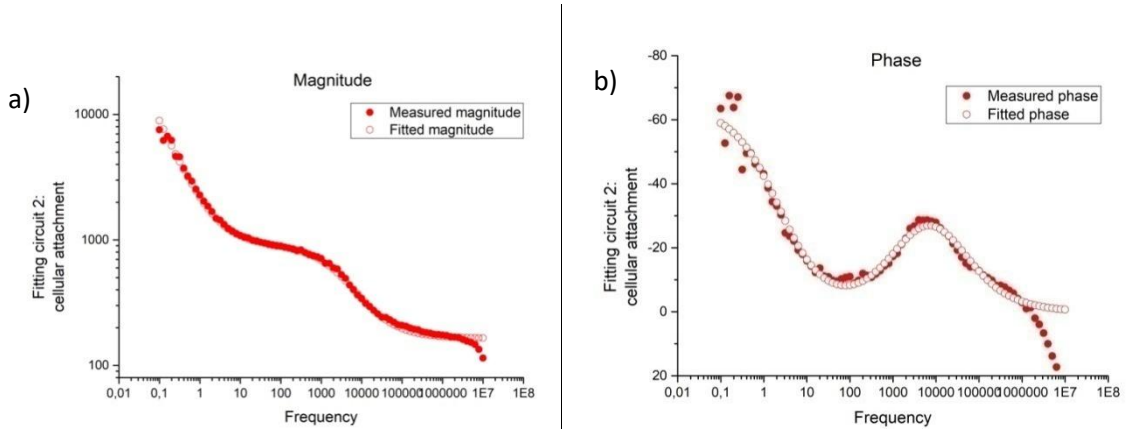 a)
Magnitude
Measured magnitude
Fitted magnitude
10000
1000
100
Fitting circuit 2:
cellular attachment
0,01 0,1 1 10 100 1000 10000 100000 1000000 1E7 1E8
Frequency
b)
Phase
Measured phase
Fitted phase
-80
-60
-40
-20
0
20
Fitting circuit 2:
cellular attachment
0,01 0,1 1 10 100 1000 10000 100000 1000000 1E7 1E8
Frequency